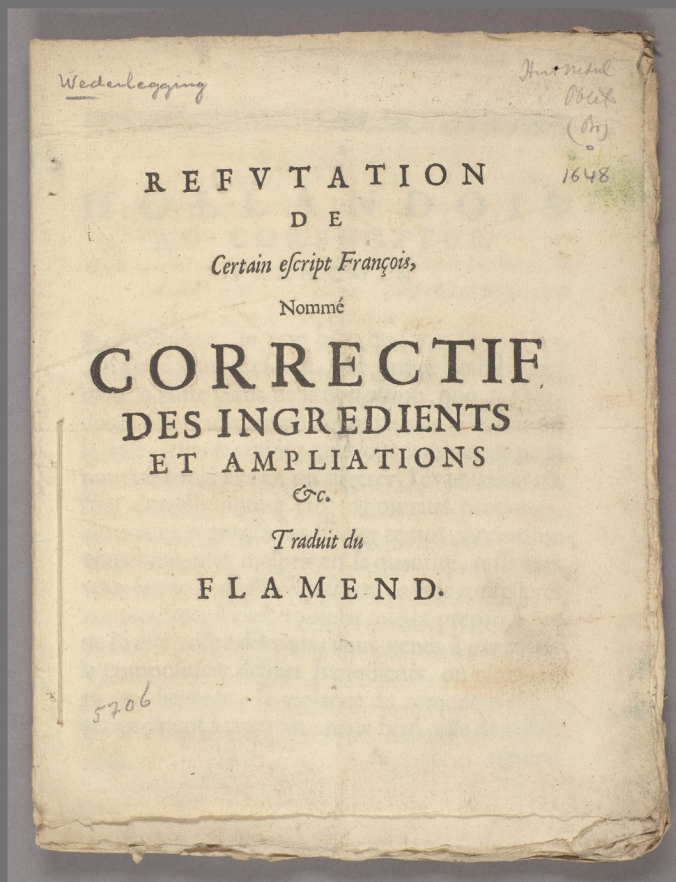 Wederlegging
1648
REFVTATION
DE
Certain eſcript François,
Nommé
CORRECTIF
DES INGREDIENTS
ET AMPLIATIONS
&c.
Traduit du
FLAMEND.
5706